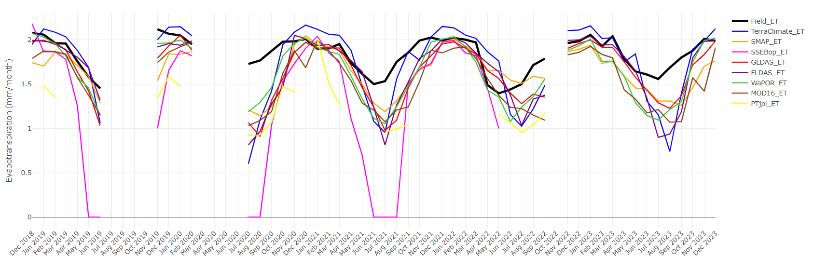 Evapotranspiration (mm/month)
2
1.5
1
0.5
0
Dec 2018
Jan 2019
Feb 2019
Mar 2019
Apr 2019
May 2019
Jun 2019
Jul 2019
Aug 2019
Sep 2019
Oct 2019
Nov 2019
Dec 2019
Jan 2020
Feb 2020
Mar 2020
Apr 2020
May 2020
Jun 2020
Jul 2020
Aug 2020
Sep 2020
Oct 2020
Nov 2020
Dec 2020
Jan 2021
Feb 2021
Mar 2021
Apr 2021
May 2021
Jun 2021
Jul 2021
Aug 2021
Sep 2021
Oct 2021
Nov 2021
Dec 2021
Jan 2022
Feb 2022
Mar 2022
Apr 2022
May 2022
Jun 2022
Jul 2022
Aug 2022
Sep 2022
Oct 2022
Nov 2022
Dec 2022
Jan 2023
Feb 2023
Mar 2023
Apr 2023
May 2023
Jun 2023
Jul 2023
Aug 2023
Sep 2023
Oct 2023
Nov 2023
Dec 2023
Field_ET
TerraClimate_ET
SMAP_ET
SSEBop_ET
GLDAS_ET
FLDAS_ET
WaPOR_ET
MOD16_ET
PTjpl_ET